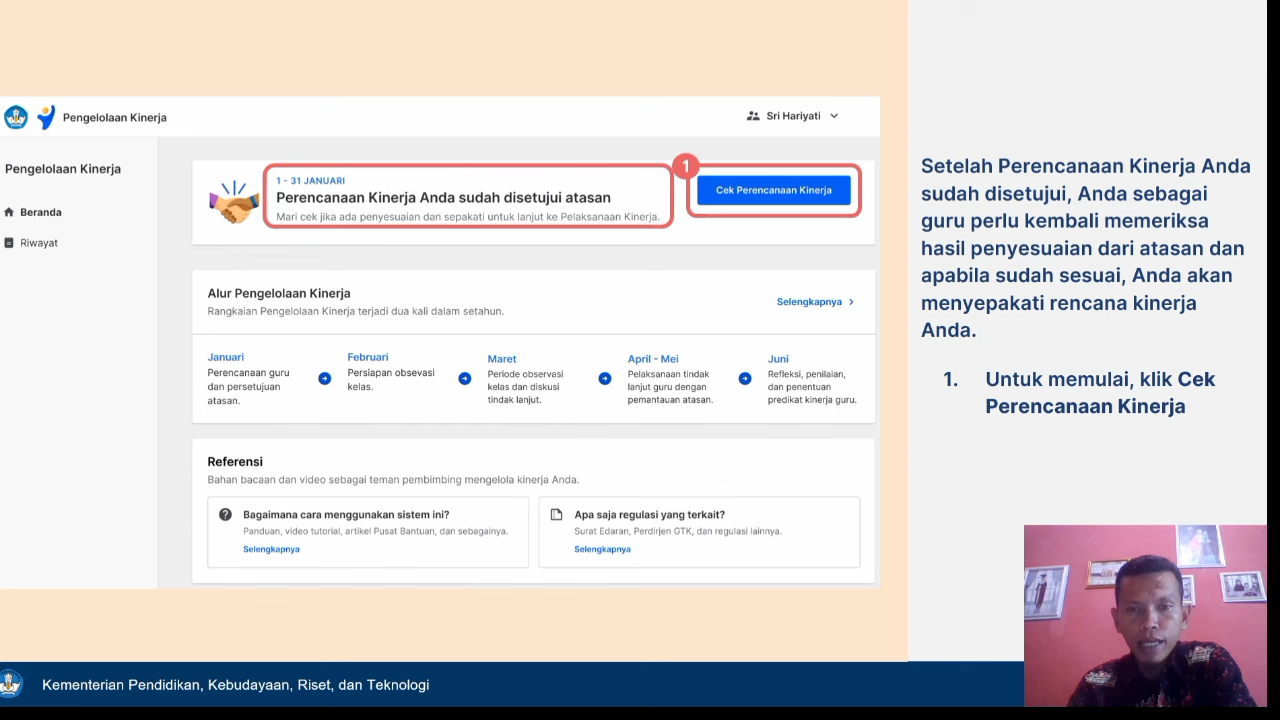 Pengelolaan Kinerja
Sri Hariyati
Pengelolaan Kinerja
Beranda
Riwayat
1 - 31 JANUARI
Perencanaan Kinerja Anda sudah disetujui atasan
Mari cek jika ada penyesuaian dan sepakati untuk lanjut ke Pelaksanaan Kinerja.
1
Cek Perencanaan Kinerja
Alur Pengelolaan Kinerja
Rangkaian Pengelolaan Kinerja terjadi dua kali dalam setahun.
Selengkapnya
Januari
Perencanaan guru
dan persetujuan
atasan.
Februari
Persiapan obsevasi
kelas.
Maret
Periode observasi
kelas dan diskusi
tindak lanjut.
April - Mei
Pelaksanaan tindak
lanjut guru dengan
pemantauan atasan.
Juni
Refleksi, penilaian,
dan penentuan
predikat kinerja guru.
Referensi
Bahan bacaan dan video sebagai teman pembimbing mengelola kinerja Anda.
Bagaimana cara menggunakan sistem ini?
Panduan, video tutorial, artikel Pusat Bantuan, dan sebagainya.
Selengkapnya
Apa saja regulasi yang terkait?
Surat Edaran, Perdirjen GTK, dan regulasi lainnya.
Selengkapnya
Setelah Perencanaan Kinerja Anda
sudah disetujui, Anda sebagai
guru perlu kembali memeriksa
hasil penyesuaian dari atasan dan
apabila sudah sesuai, Anda akan
menyepakati rencana kinerja
Anda.
1. Untuk memulai, klik Cek
Perencanaan Kinerja
Kementerian Pendidikan, Kebudayaan, Riset, dan Teknologi